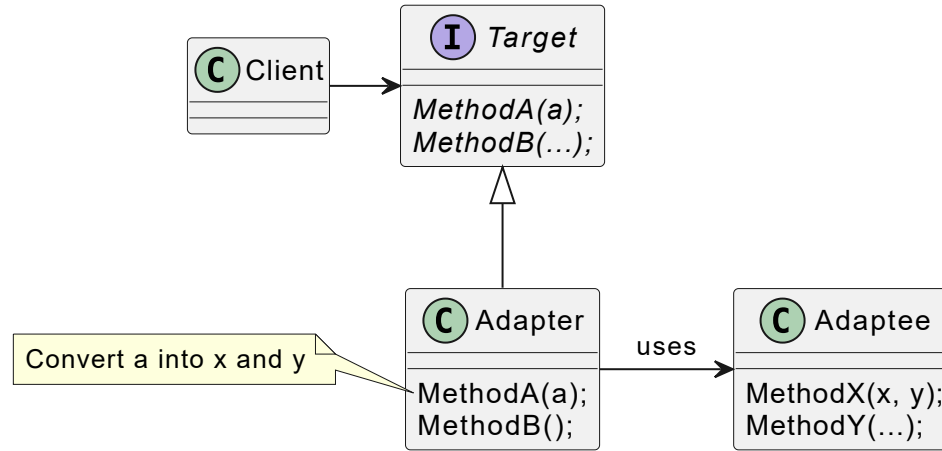 C Client
I Target
MethodA(a);
MethodB(...);
C Adapter
MethodA(a);
MethodB();
Convert a into x and y
uses
C Adaptee
MethodX(x, y);
MethodY(...);